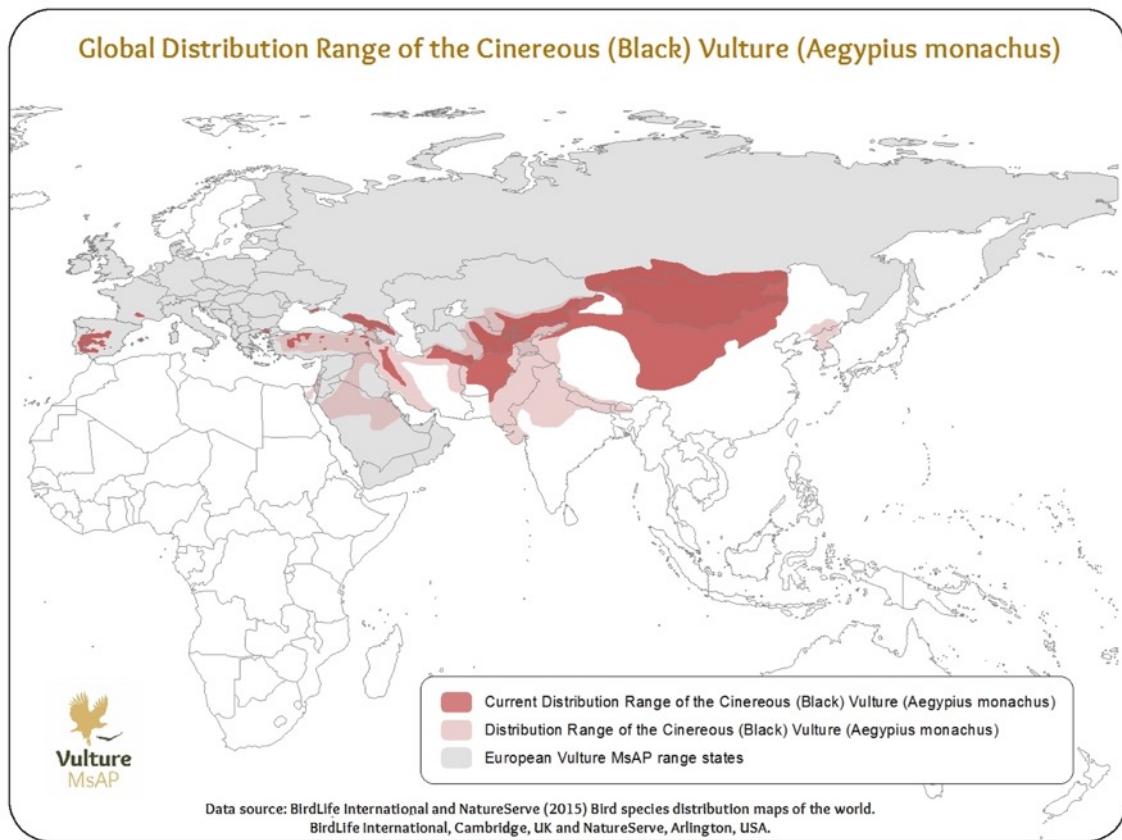 Global Distribution Range of the Cinereous (Black) Vulture (Aegypius monachus)
Current Distribution Range of the Cinereous (Black) Vulture (Aegypius monachus)
Distribution Range of the Cinereous (Black) Vulture (Aegypius monachus)
European Vulture MsAP range states
Vulture
MsAP
Data source: BirdLife International and NatureServe (2015) Bird species distribution maps of the world.
BirdLife International, Cambridge, UK and NatureServe, Arlington, USA.